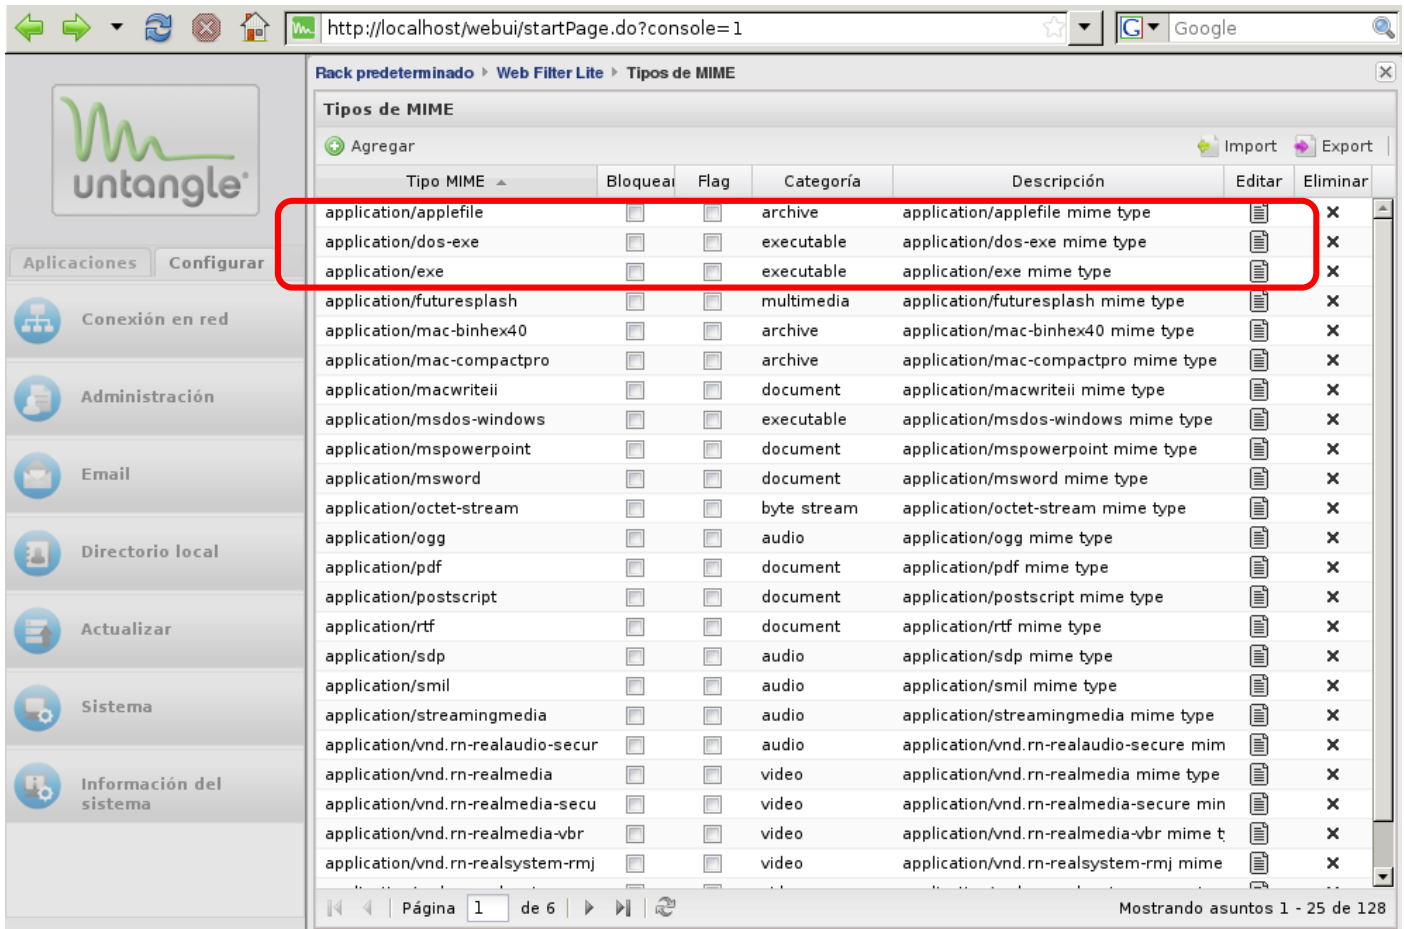 http://localhost/webui/startPage.do?console=1
Google
untangle
Aplicaciones Configurar
Conexión en red
Administración
Email
Directorio local
Actualizar
Sistema
Información del
sistema
Rack predeterminado Web Filter Lite Tipos de MIME
Tipos de MIME
Agregar Import Export
Tipo MIME Bloquear Flag Categoría Descripción Editar Eliminar
application/applefile archive application/applefile mime type
application/dos-exe executable application/dos-exe mime type
application/exe executable application/exe mime type
application/futuresplash multimedia application/futuresplash mime type
application/mac-binhex40 archive application/mac-binhex40 mime type
application/mac-compactpro archive application/mac-compactpro mime type
application/macwriteii document application/macwriteii mime type
application/msdos-windows executable application/msdos-windows mime type
application/mspowerpoint document application/mspowerpoint mime type
application/msword document application/msword mime type
application/octet-stream byte stream application/octet-stream mime type
application/ogg audio application/ogg mime type
application/pdf document application/pdf mime type
application/postscript document application/postscript mime type
application/rtf document application/rtf mime type
application/sdp audio application/sdp mime type
application/smil audio application/smil mime type
application/streamingmedia audio application/streamingmedia mime type
application/vnd.rn-realaudio-secur audio application/vnd.rn-realaudio-secure mim
application/vnd.rn-realmedia video application/vnd.rn-realmedia mime type
application/vnd.rn-realmedia-secu video application/vnd.rn-realmedia-secure min
application/vnd.rn-realmedia-vbr video application/vnd.rn-realmedia-vbr mime t
application/vnd.rn-realsystem-rmj video application/vnd.rn-realsystem-rmj mime
Página 1 de 6 Mostrando asuntos 1 - 25 de 128